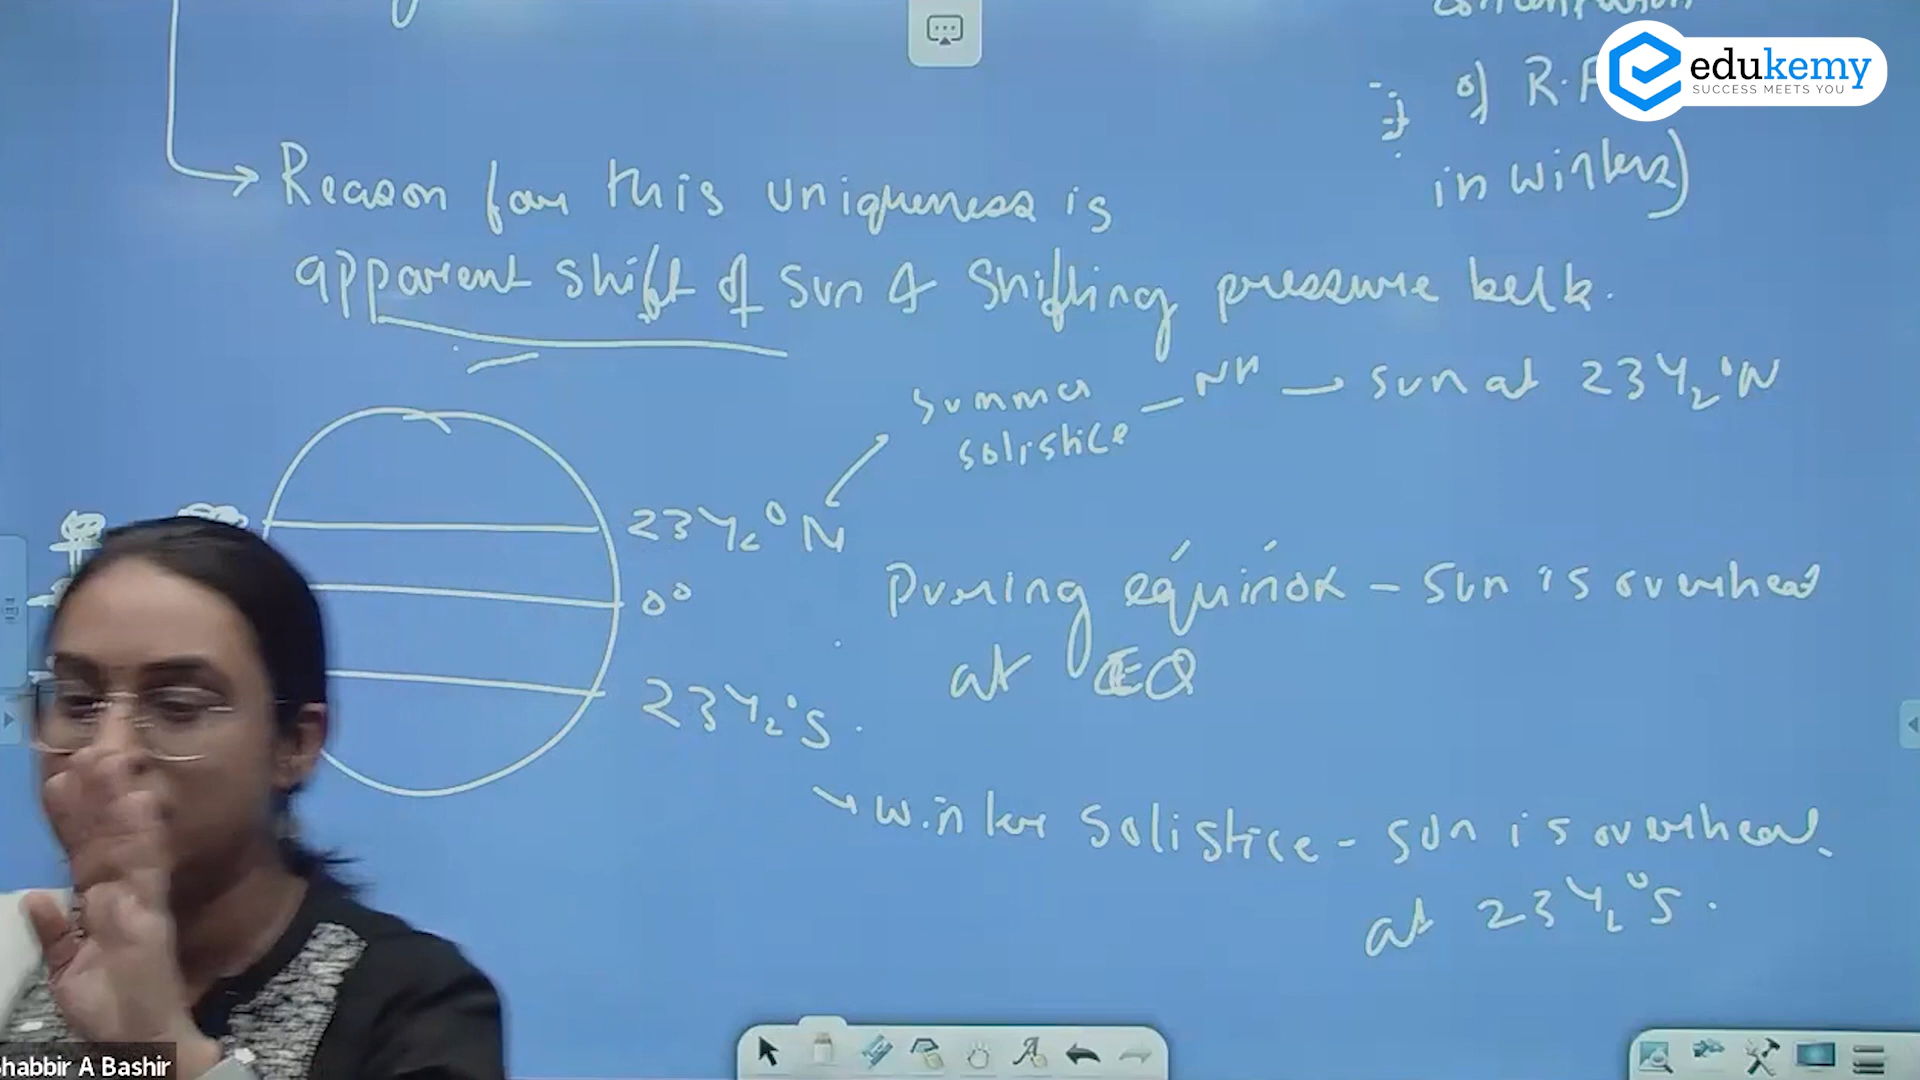 of R.F
in winters)
edukemy
SUCCESS MEETS YOU
Reason for this uniqueness is
apparent shift of sun & shifting pressure belts.
summer
solistice – NH → sun at 23½°N
23½°N
0°
During equinox – sun is overhead
at EQ
23½°S.
winter solistice – sun is overhead
at 23½°S.
habbir A Bashir